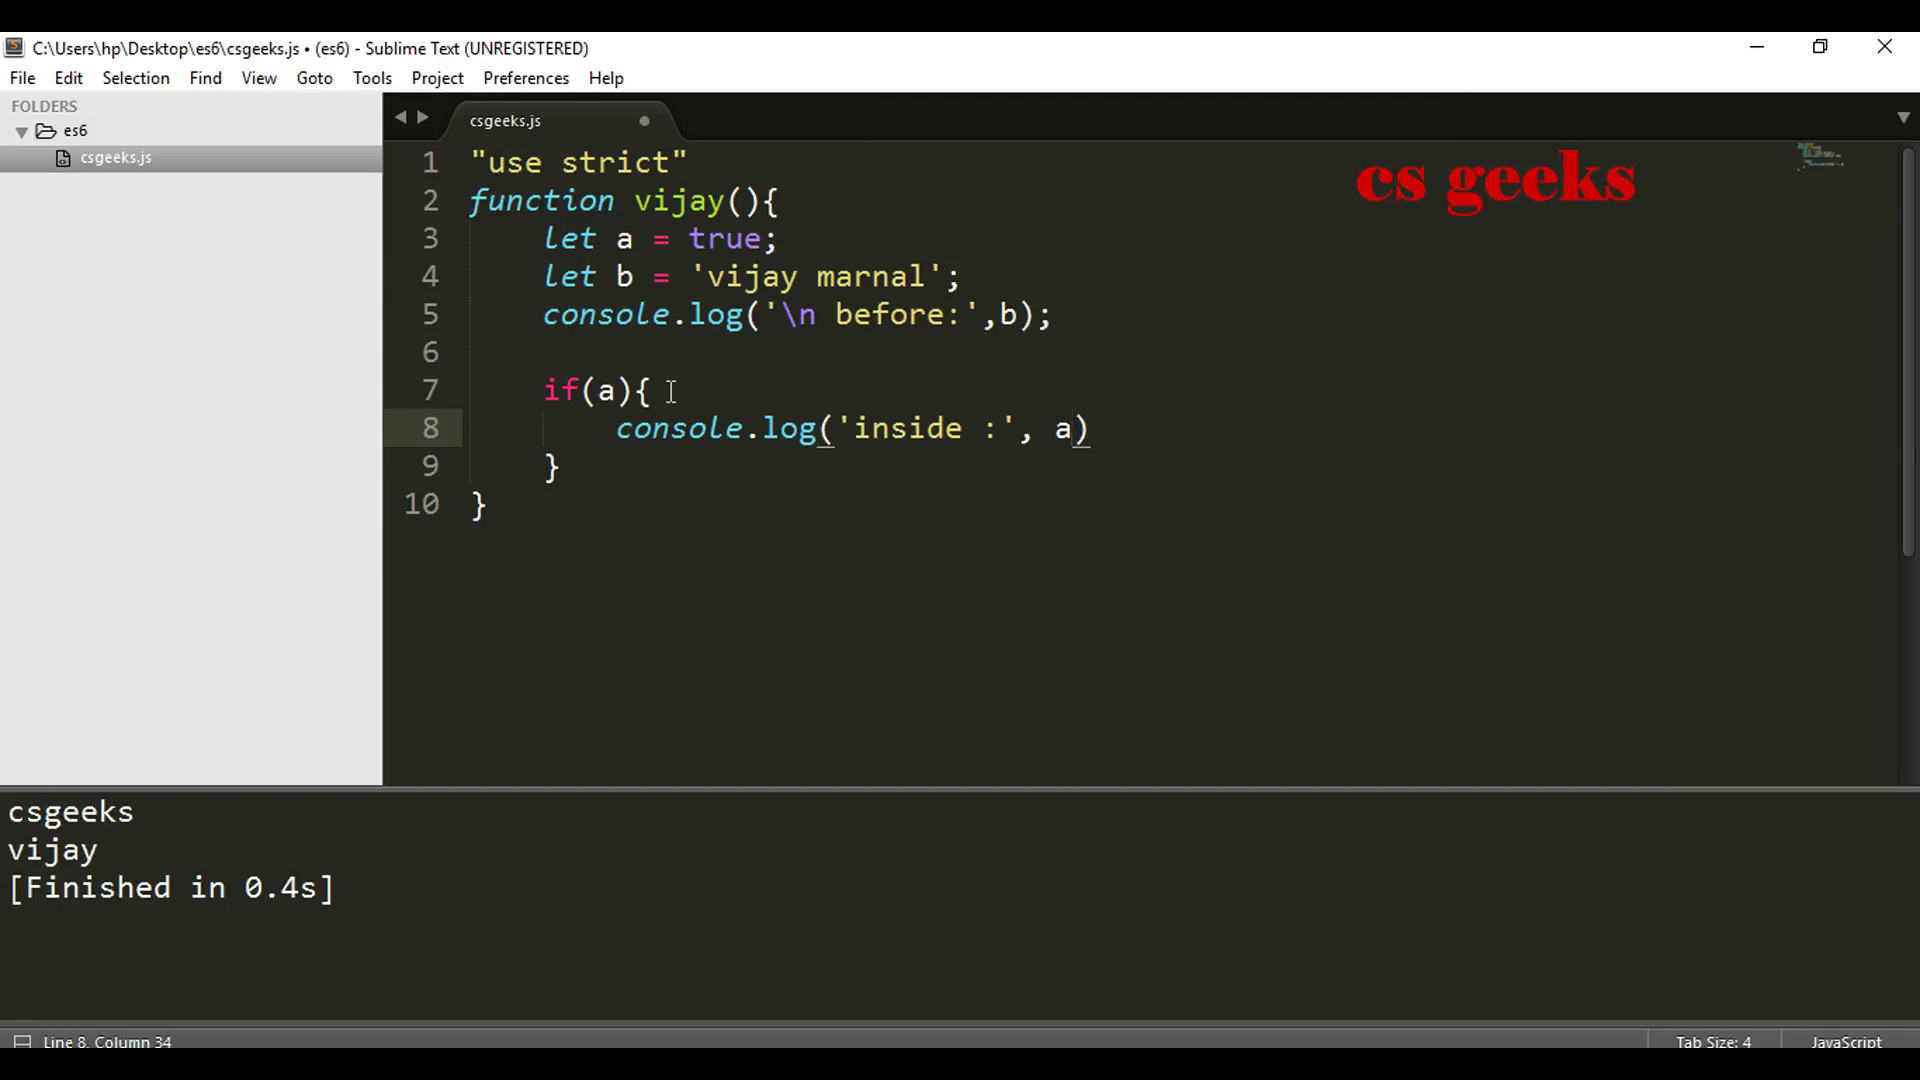 C:\Users\hp\Desktop\es6\csgeeks.js • (es6) - Sublime Text (UNREGISTERED)
File Edit Selection Find View Goto Tools Project Preferences Help
FOLDERS
es6
csgeeks.js
csgeeks.js
cs geeks
1 "use strict"
2 function vijay(){
3 let a = true;
4 let b = 'vijay marnal';
5 console.log('\n before:',b);
6
7 if(a){
8 console.log('inside :', a)
9 }
10 }
csgeeks
vijay
[Finished in 0.4s]
Line 8, Column 34 Tab Size: 4 JavaScript